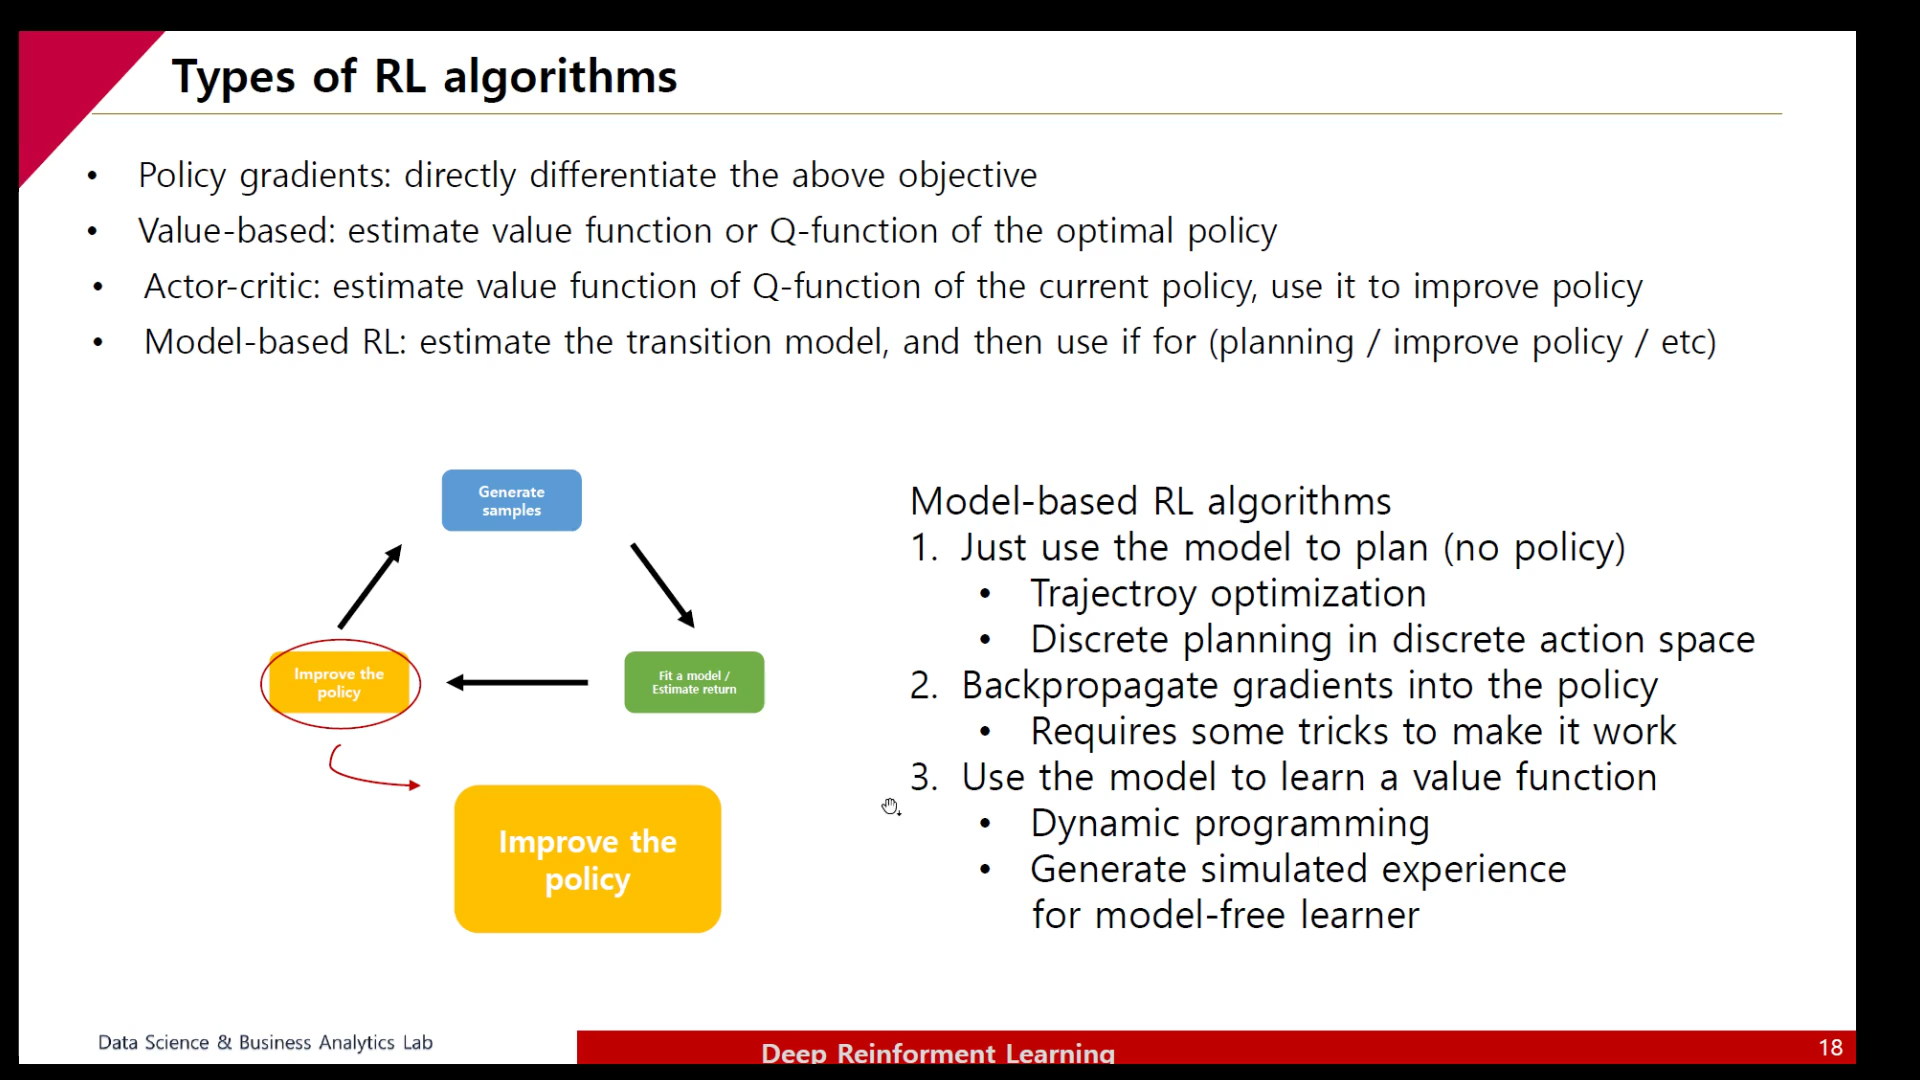 Types of RL algorithms
• Policy gradients: directly differentiate the above objective
• Value-based: estimate value function or Q-function of the optimal policy
• Actor-critic: estimate value function of Q-function of the current policy, use it to improve policy
• Model-based RL: estimate the transition model, and then use if for (planning / improve policy / etc)
Generate
samples
Improve the
policy
Fit a model /
Estimate return
Improve the
policy
Model-based RL algorithms
1. Just use the model to plan (no policy)
• Trajectroy optimization
• Discrete planning in discrete action space
2. Backpropagate gradients into the policy
• Requires some tricks to make it work
3. Use the model to learn a value function
• Dynamic programming
• Generate simulated experience
for model-free learner
Data Science & Business Analytics Lab
Deep Reinforment Learning
18